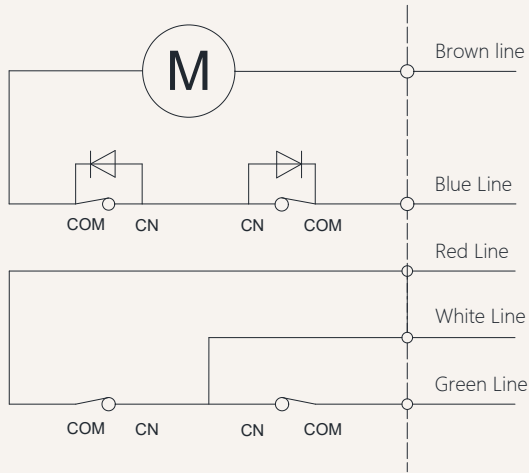 Brown line
M
Blue Line
COM CN CN COM
Red Line
White Line
Green Line
COM CN CN COM